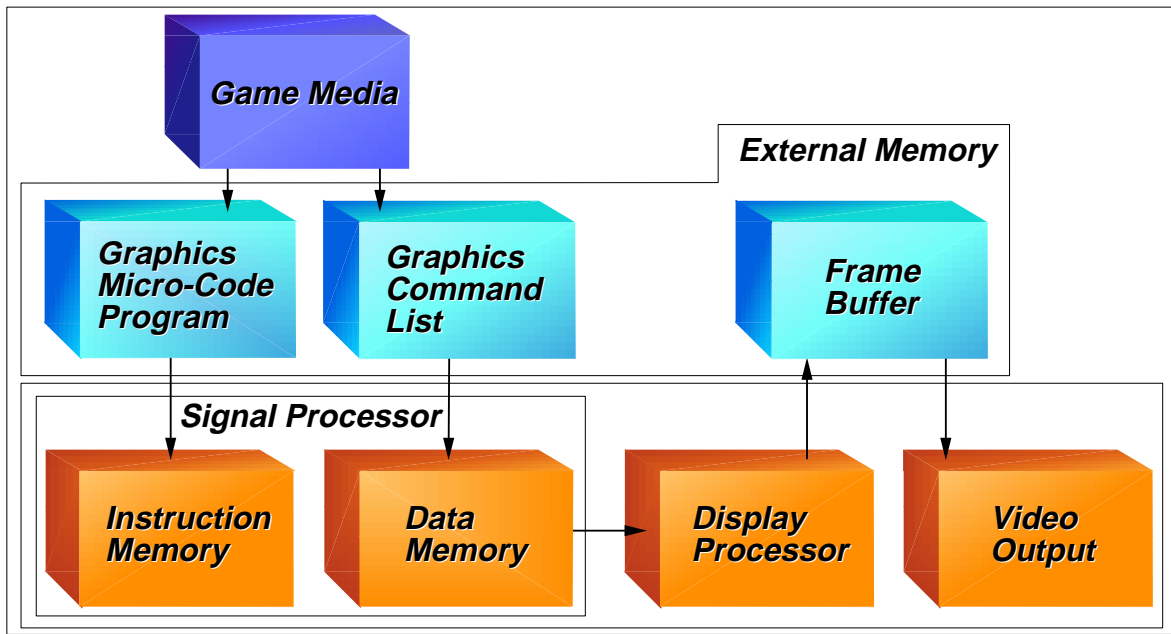 Game Media
External Memory
Graphics
Micro-Code
Program
Graphics
Command
List
Frame
Buffer
Signal Processor
Instruction
Memory
Data
Memory
Display
Processor
Video
Output